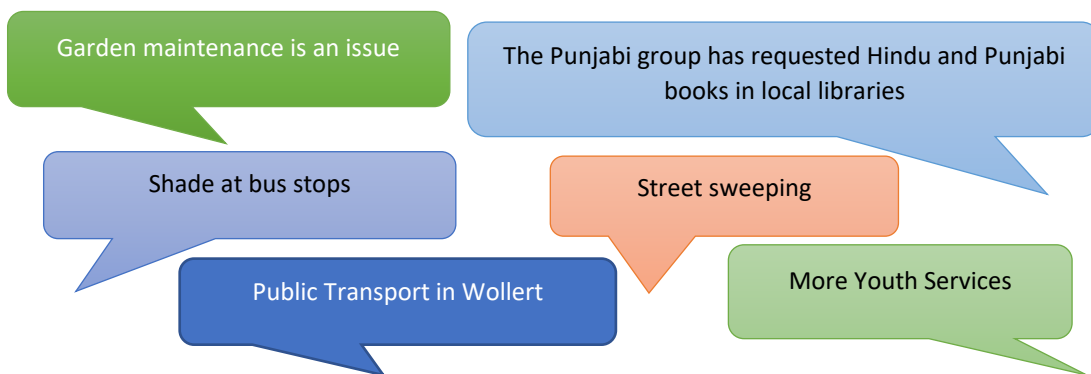 Garden maintenance is an issue
The Punjabi group has requested Hindu and Punjabi
books in local libraries
Shade at bus stops
Street sweeping
Public Transport in Wollert
More Youth Services